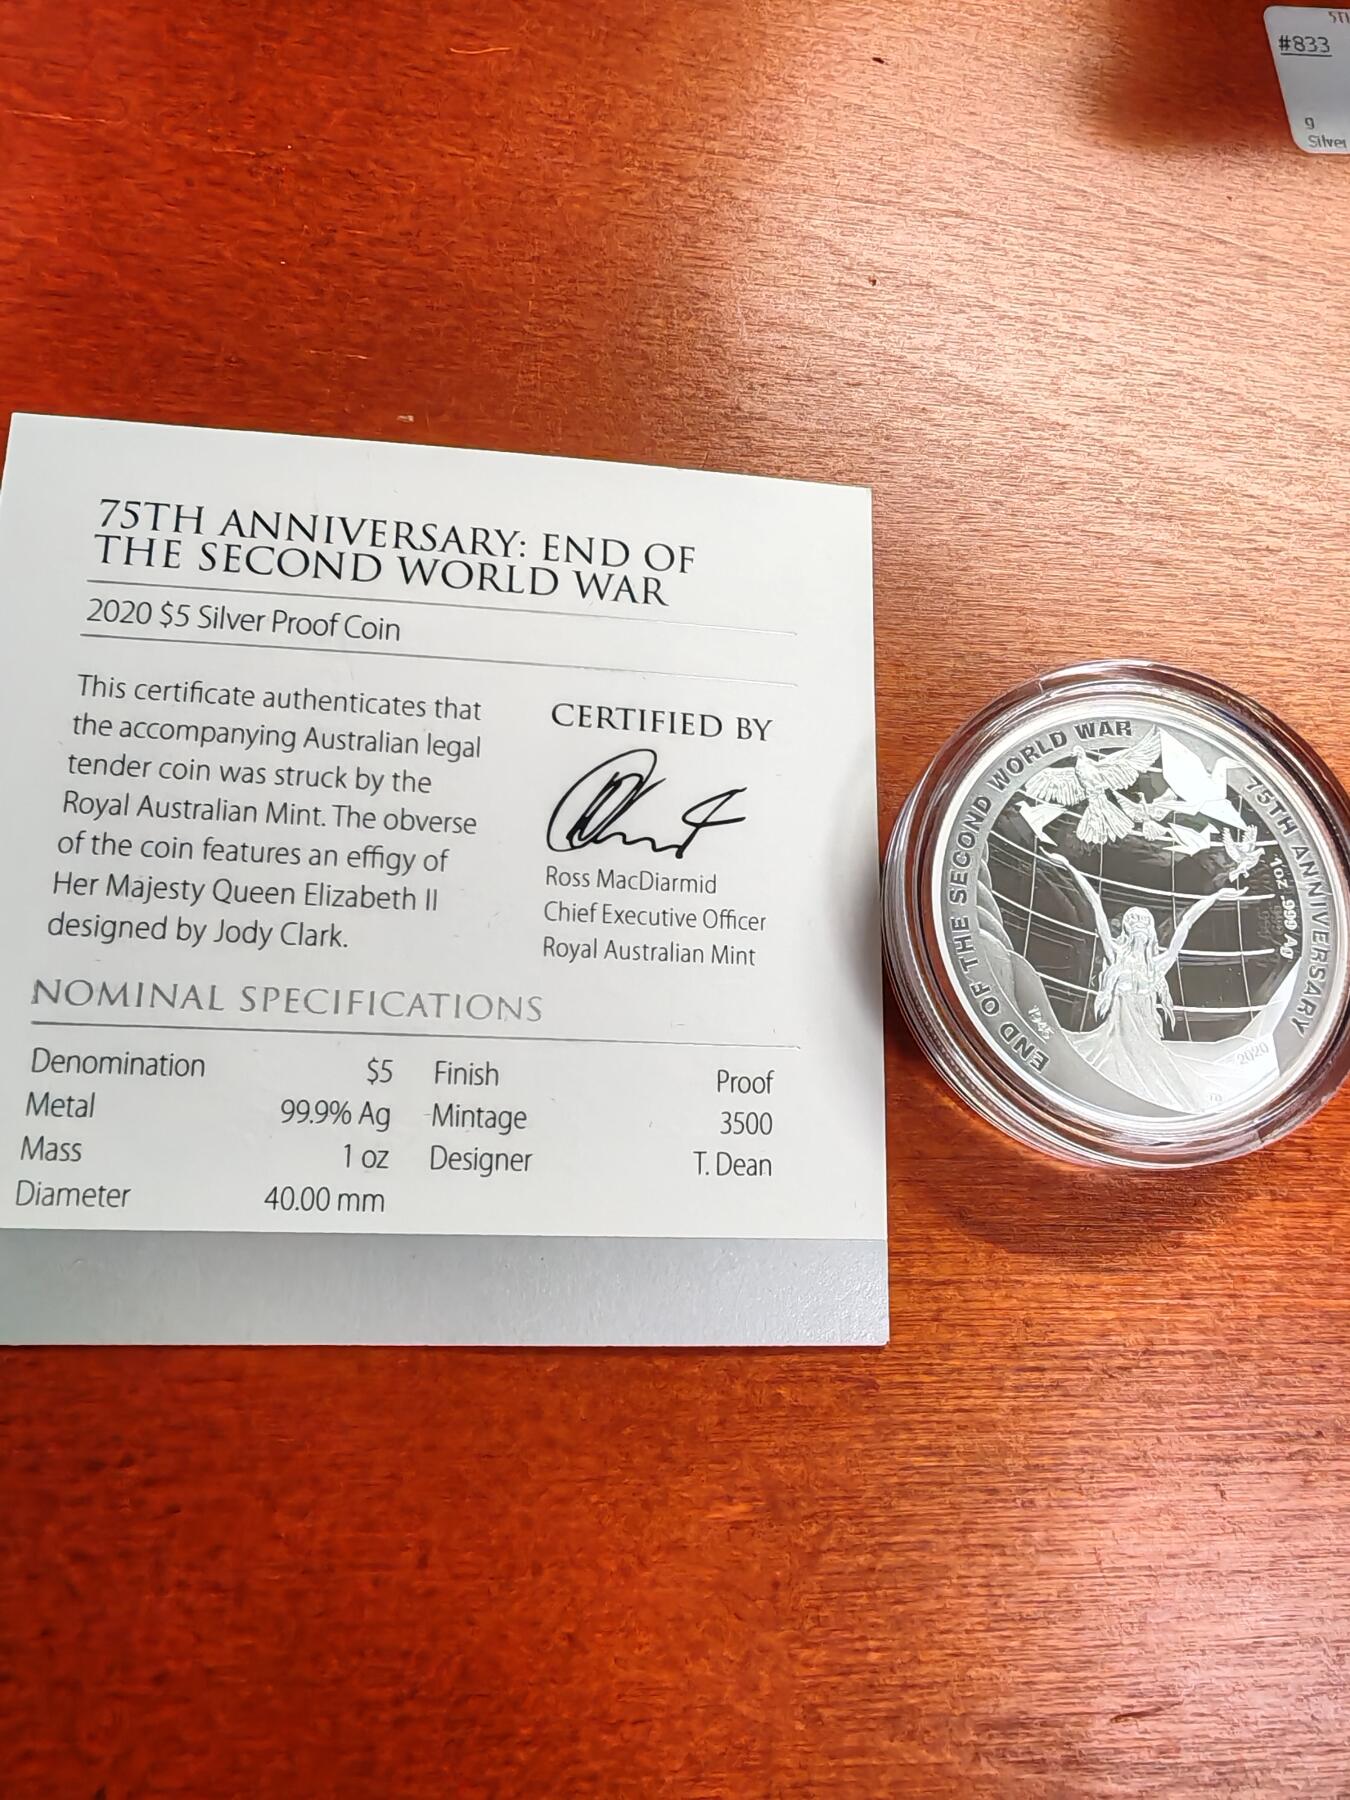 #833
g
Silver
75TH ANNIVERSARY: END OF
THE SECOND WORLD WAR
2020 $5 Silver Proof Coin
This certificate authenticates that
the accompanying Australian legal
tender coin was struck by the
Royal Australian Mint. The obverse
of the coin features an effigy of
Her Majesty Queen Elizabeth II
designed by Jody Clark.
CERTIFIED BY
Ross MacDiarmid
Chief Executive Officer
Royal Australian Mint
NOMINAL SPECIFICATIONS
Denomination $5 Finish Proof
Metal 99.9% Ag Mintage 3500
Mass 1 oz Designer T. Dean
Diameter 40.00 mm
END OF THE SECOND WORLD WAR
75TH ANNIVERSARY
1oz .999 Ag
1945
2020